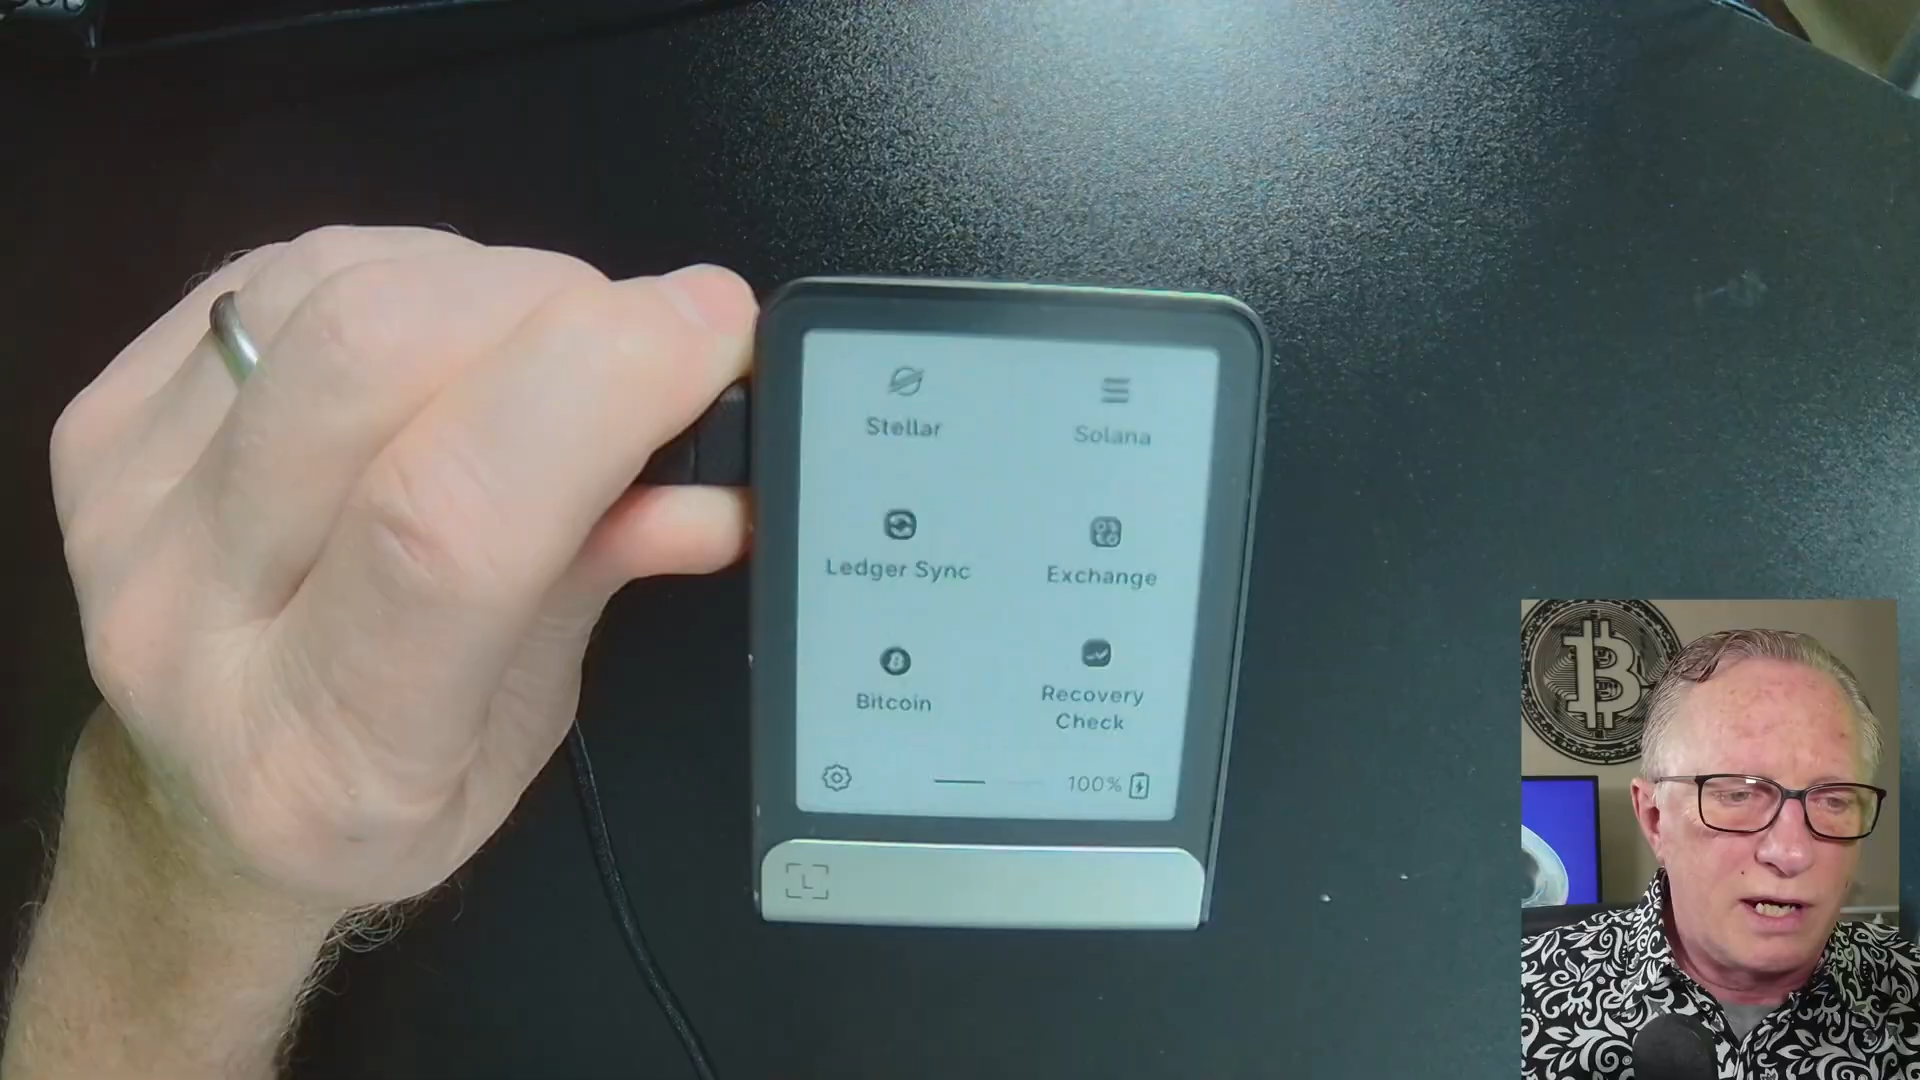 Stellar
Solana
Ledger Sync
Exchange
Bitcoin
Recovery
Check
100%
L
B